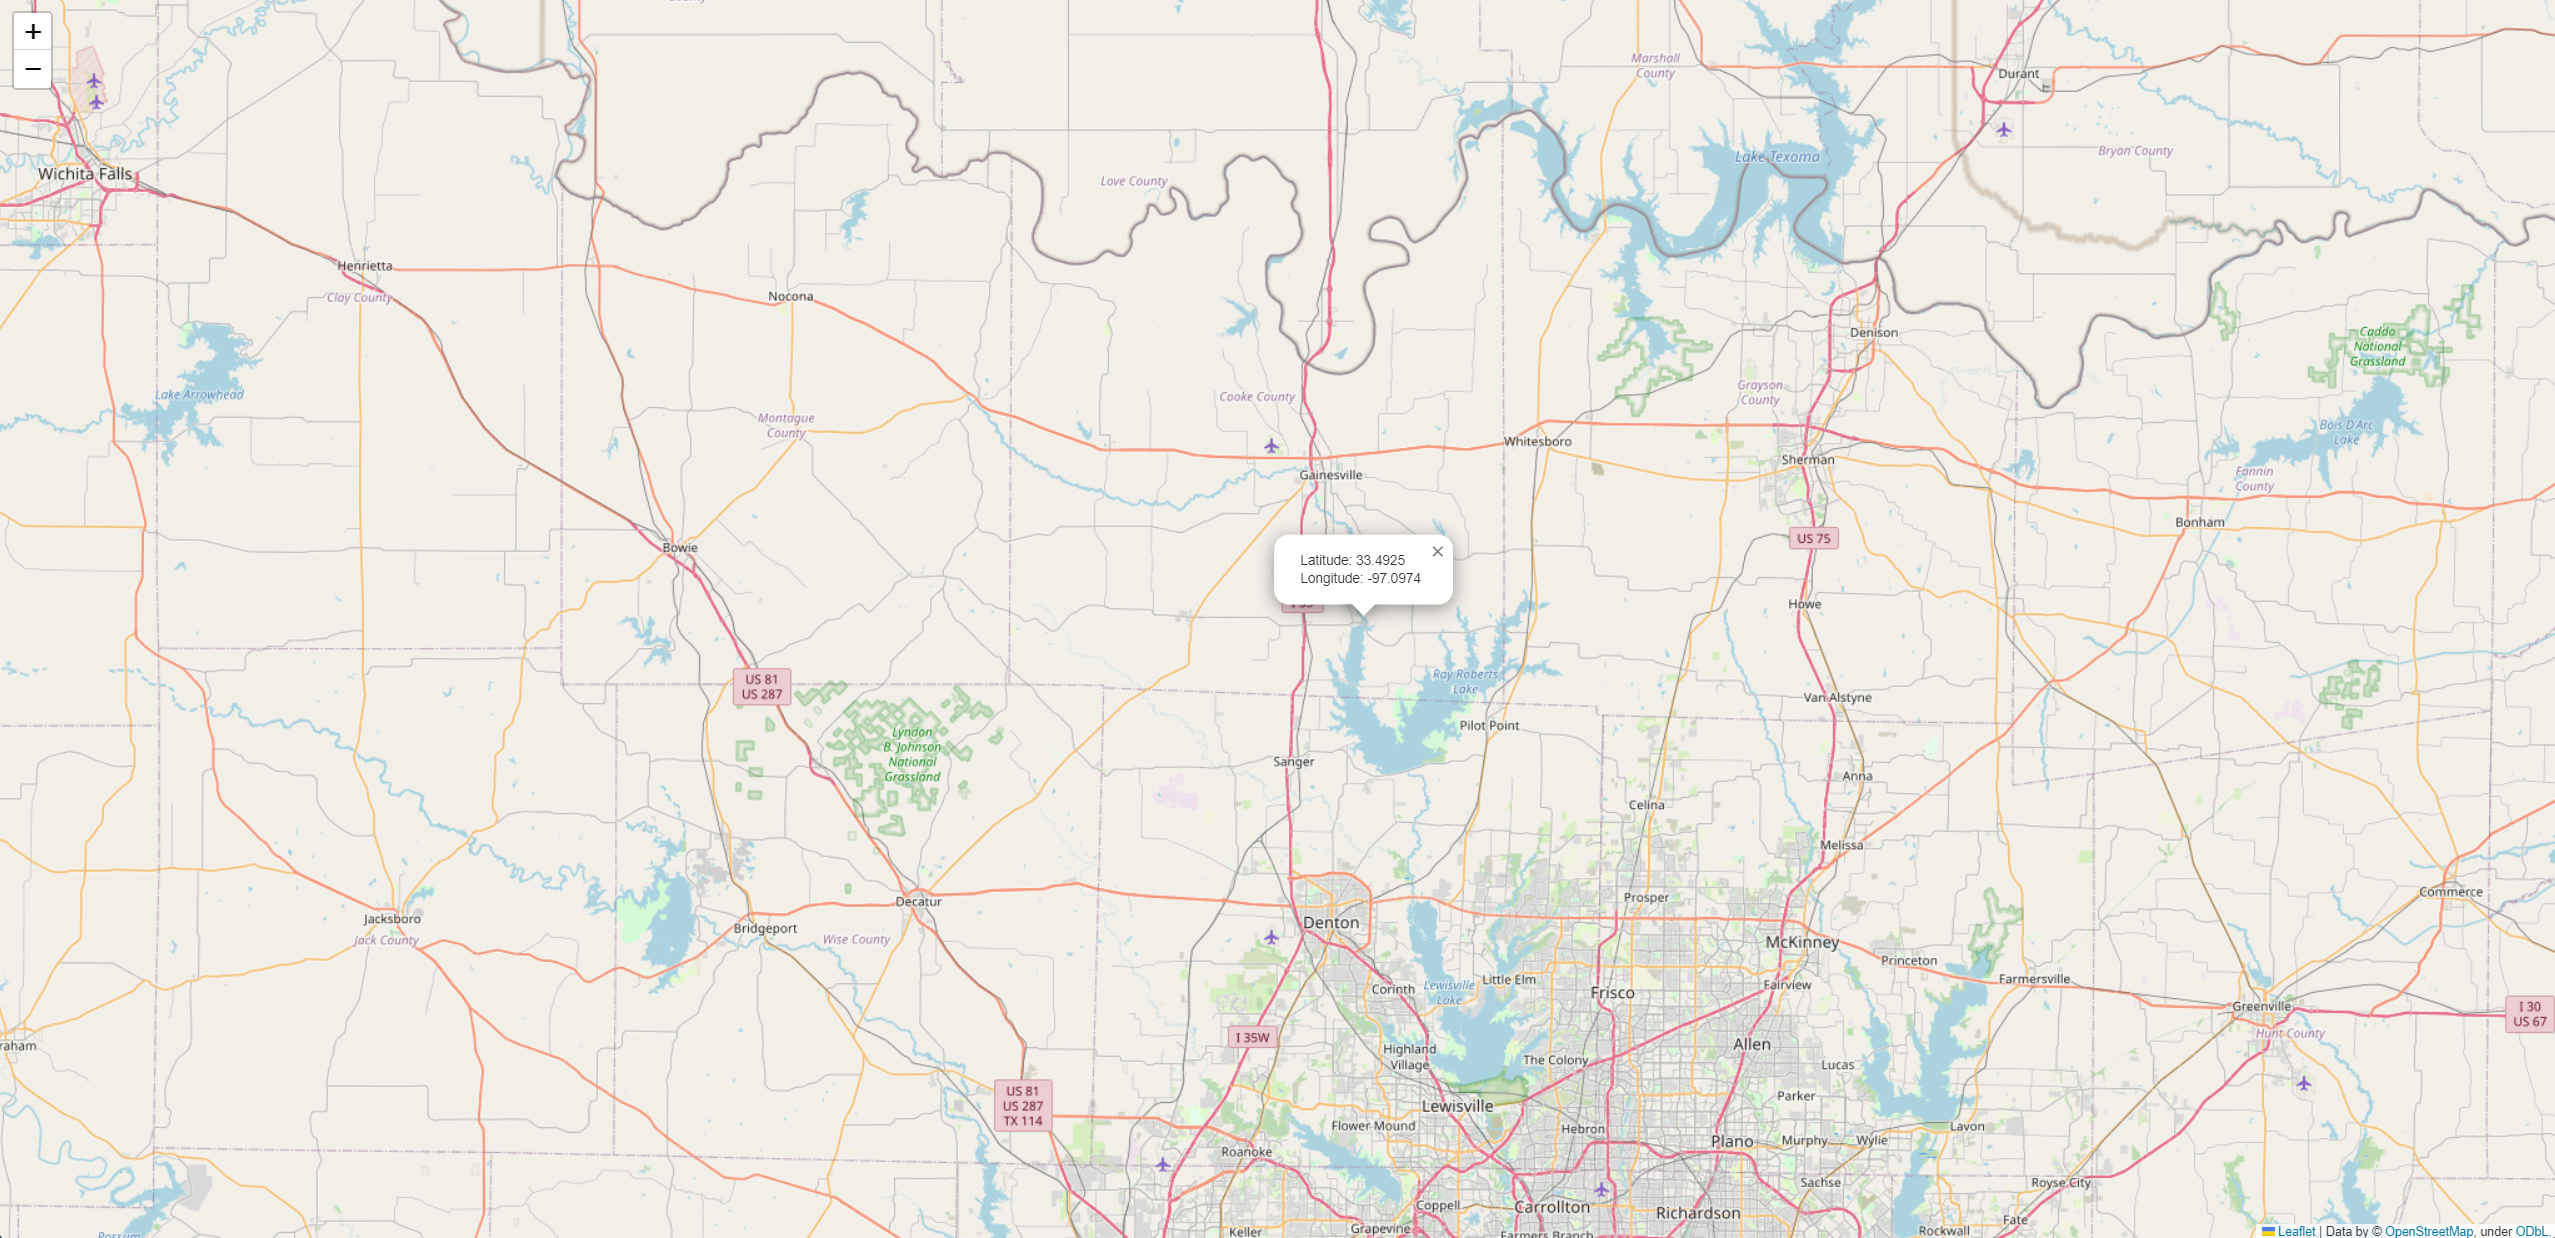 +
−
Marshall
County
Durant
Lake Texoma
Bryan County
Wichita Falls
Love County
Henrietta
Clay County
Nocona
Denison
Caddo
National
Grassland
Lake Arrowhead
Cooke County
Grayson
County
Montague
County
Whitesboro
Bois D'Arc
Lake
Sherman
Gainesville
Fannin
County
Bonham
US 75
Bowie
Latitude: 33.4925
Longitude: -97.0974
×
Howe
US 81
US 287
Ray Roberts
Lake
Van Alstyne
Pilot Point
Lyndon
B. Johnson
National
Grassland
Sanger
Anna
Celina
Melissa
Commerce
Decatur
Prosper
Jacksboro
Jack County
Bridgeport
Wise County
Denton
McKinney
Princeton
Farmersville
Little Elm
Corinth
Lewisville
Lake
Frisco
Fairview
Greenville
Hunt County
I 30
US 67
I 35W
raham
Highland
Village
The Colony
Allen
Lucas
US 81
US 287
TX 114
Parker
Lewisville
Flower Mound
Hebron
Plano
Murphy
Wylie
Lavon
Roanoke
Sachse
Royse City
Coppell
Carrollton
Richardson
Keller
Grapevine
Farmers Branch
Rockwall
Fate
Possum
Leaflet | Data by © OpenStreetMap, under ODbL.